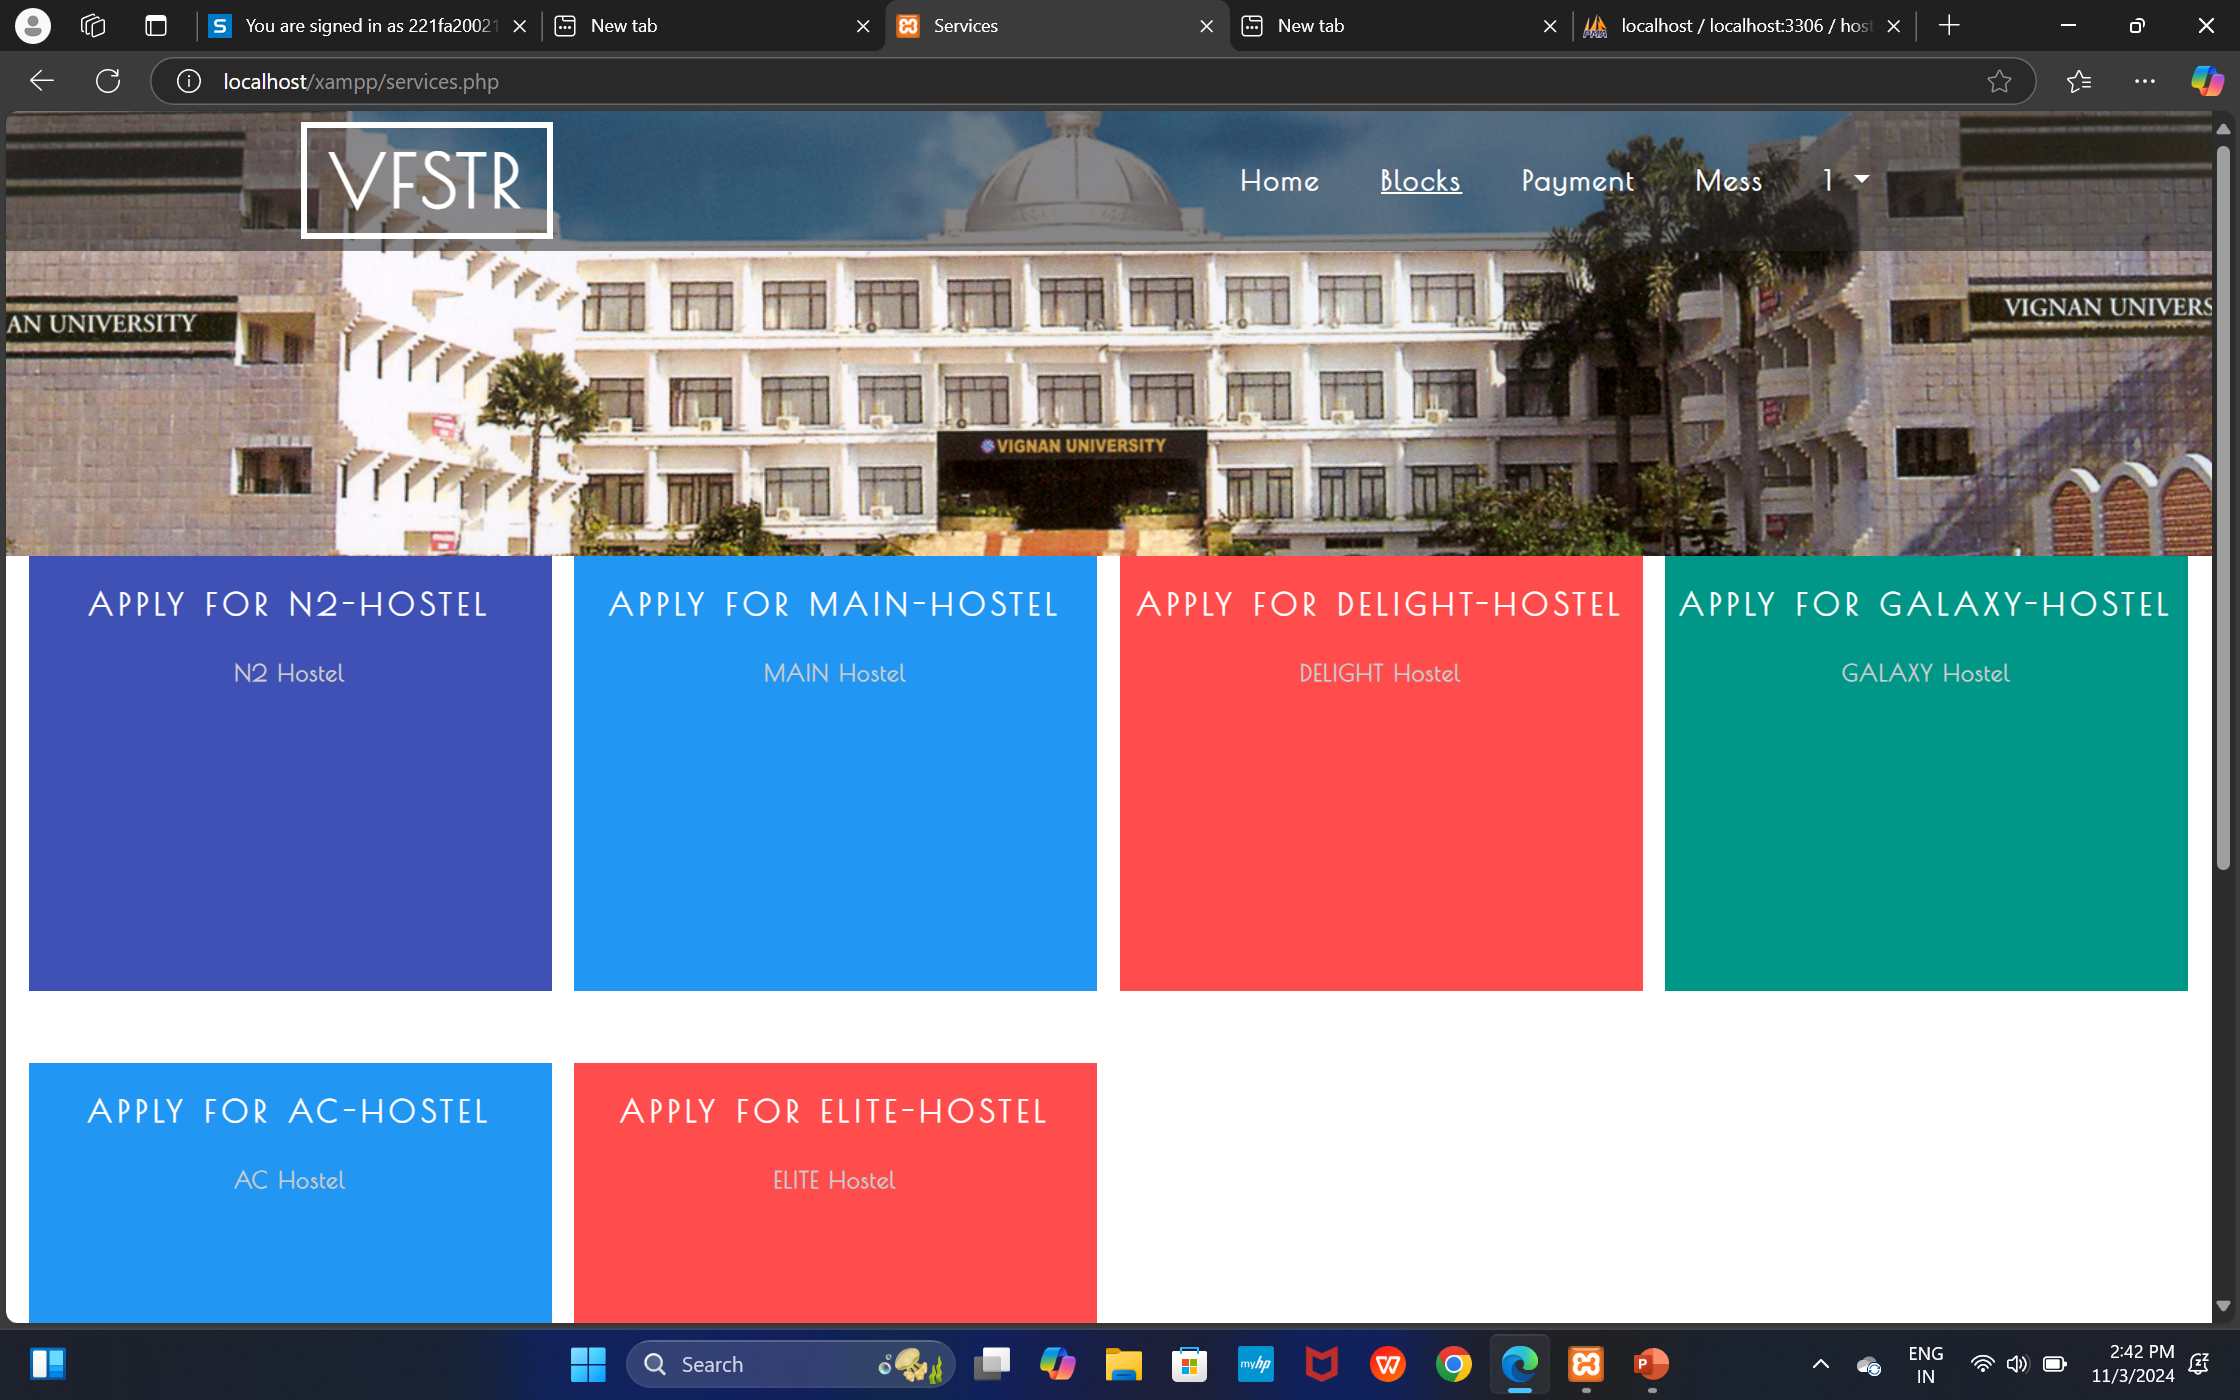 You are signed in as 221fa20021
New tab
Services
New tab
localhost / localhost:3306 / host
localhost/xampp/services.php
VFSTR
Home
Blocks
Payment
Mess
1
AN UNIVERSITY
VIGNAN UNIVERS
VIGNAN UNIVERSITY
APPLY FOR N2-HOSTEL
N2 Hostel
APPLY FOR MAIN-HOSTEL
MAIN Hostel
APPLY FOR DELIGHT-HOSTEL
DELIGHT Hostel
APPLY FOR GALAXY-HOSTEL
GALAXY Hostel
APPLY FOR AC-HOSTEL
AC Hostel
APPLY FOR ELITE-HOSTEL
ELITE Hostel
Search
myhp
ENG
IN
2:42 PM
11/3/2024